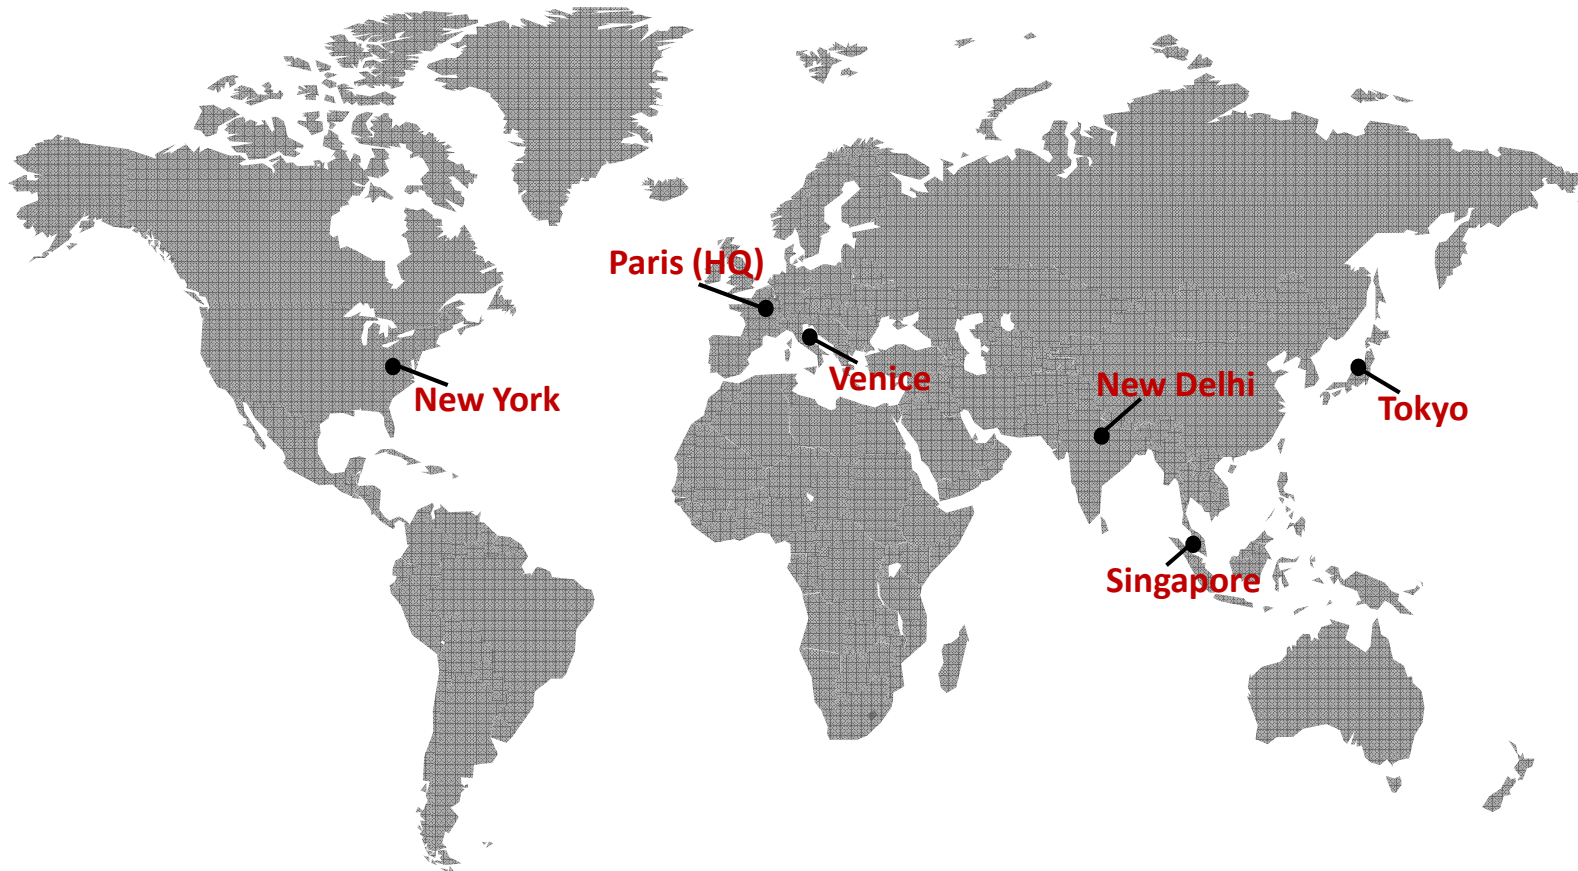 Paris (HQ)
Venice
New Delhi
New York
Tokyo
Singapore